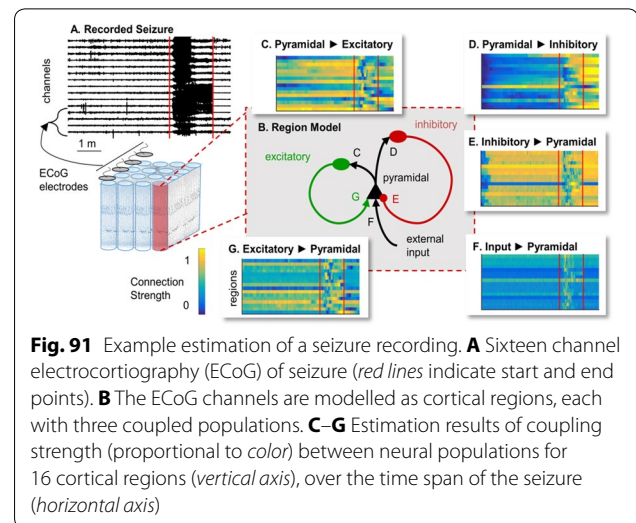 A. Recorded Seizure
channels
1 m
ECoG
electrodes
C. Pyramidal ► Excitatory
D. Pyramidal ► Inhibitory
B. Region Model
inhibitory
excitatory
C
D
pyramidal
G
E
F
external
input
E. Inhibitory ► Pyramidal
F. Input ► Pyramidal
G. Excitatory ► Pyramidal
regions
1
Connection
Strength
0
Fig. 91 Example estimation of a seizure recording. A Sixteen channel
electrocortiography (ECoG) of seizure (red lines indicate start and end
points). B The ECoG channels are modelled as cortical regions, each
with three coupled populations. C–G Estimation results of coupling
strength (proportional to color) between neural populations for
16 cortical regions (vertical axis), over the time span of the seizure
(horizontal axis)